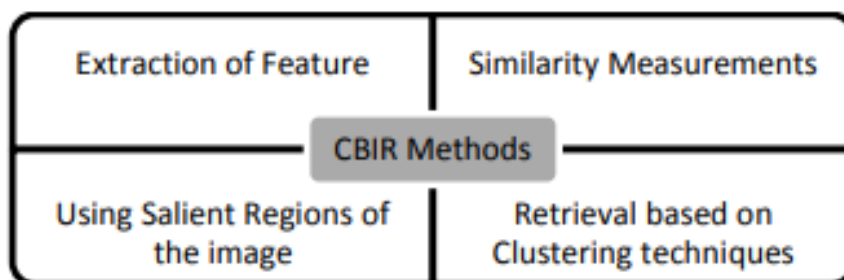 Extraction of Feature
Similarity Measurements
CBIR Methods
Using Salient Regions of
the image
Retrieval based on
Clustering techniques